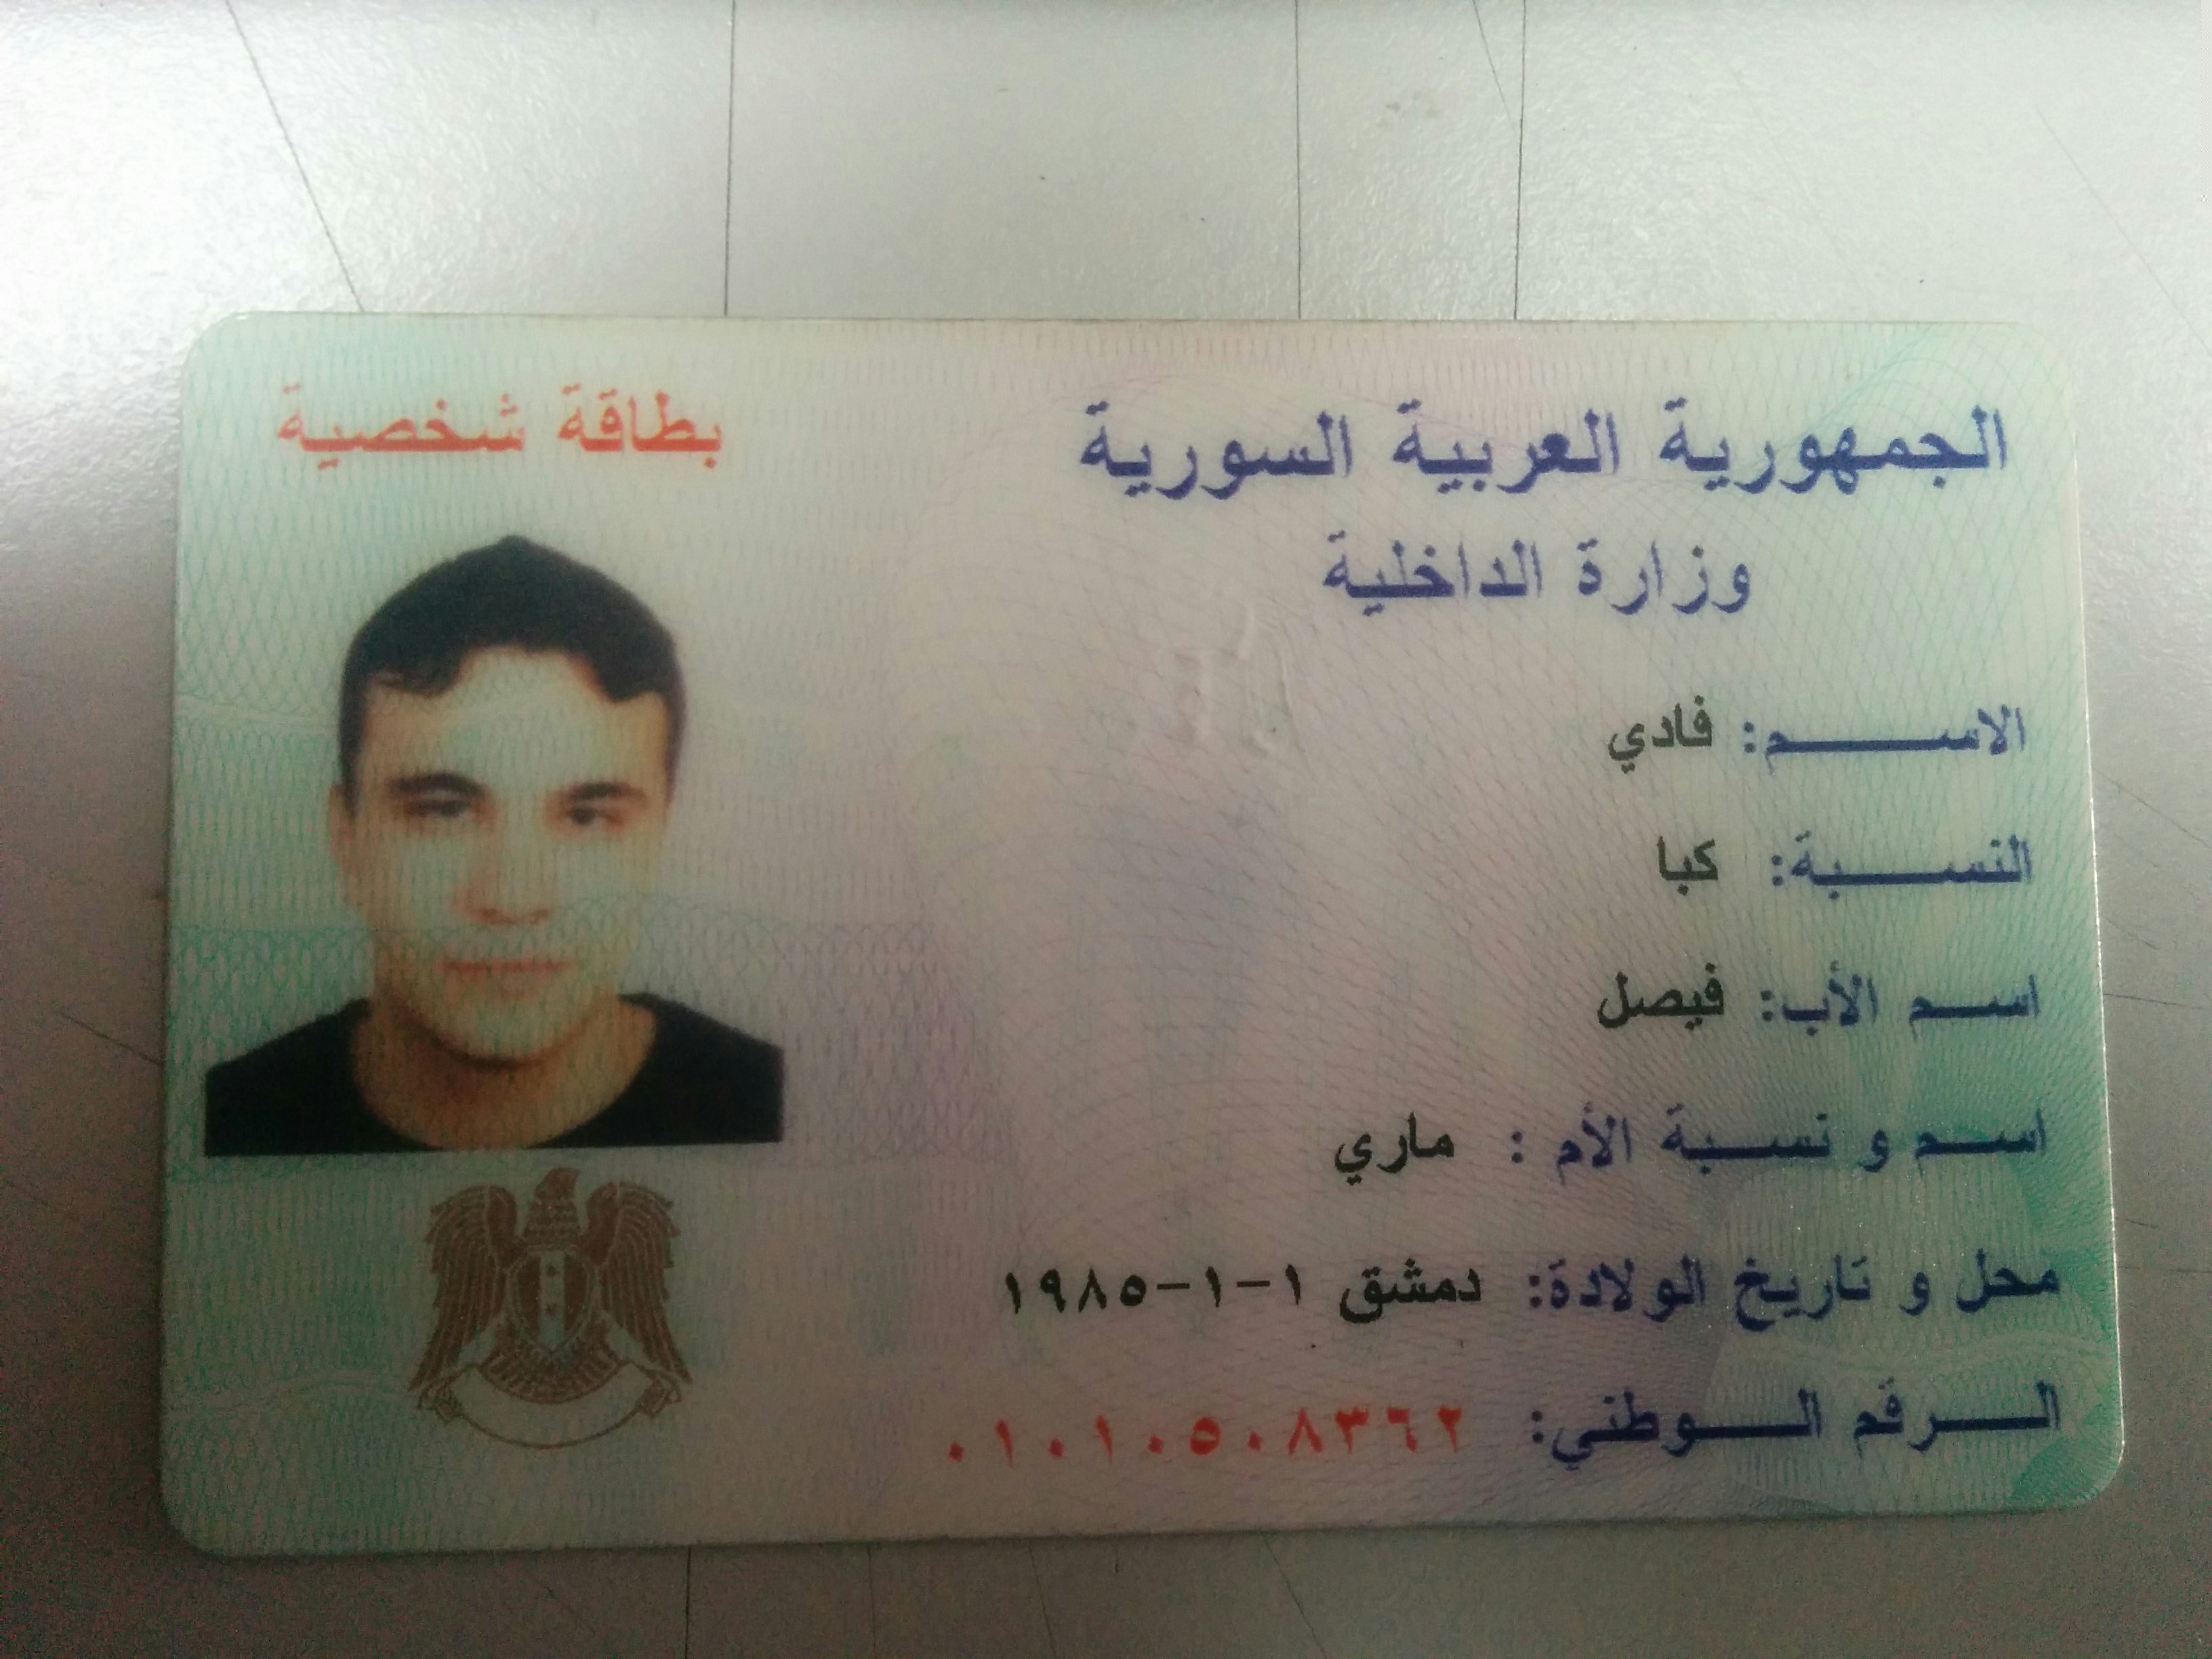 الجمهورية العربية السورية
بطاقة شخصية
وزارة الداخلية
الاسم: فادي
النسبة: كبا
اسم الأب: فيصل
اسم و نسبة الأم : ماري
محل و تاريخ الولادة: دمشق ١-١-١٩٨٥
الرقم الوطني: ٠١٠١٠٥٠٨٣٦٢